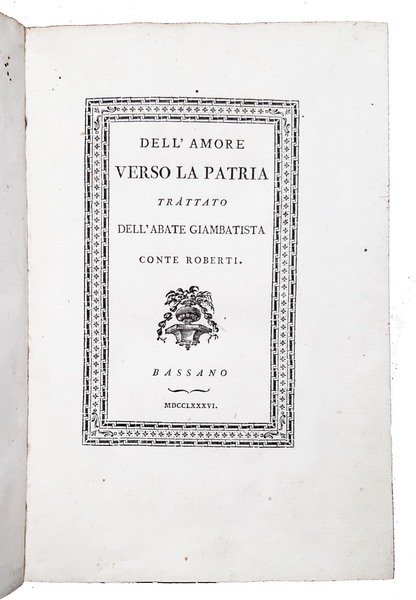 DELL' AMORE
VERSO LA PATRIA
TRATTATO
DELL'ABATE GIAMBATISTA
CONTE ROBERTI.
BASSANO
MDCCLXXXVI.